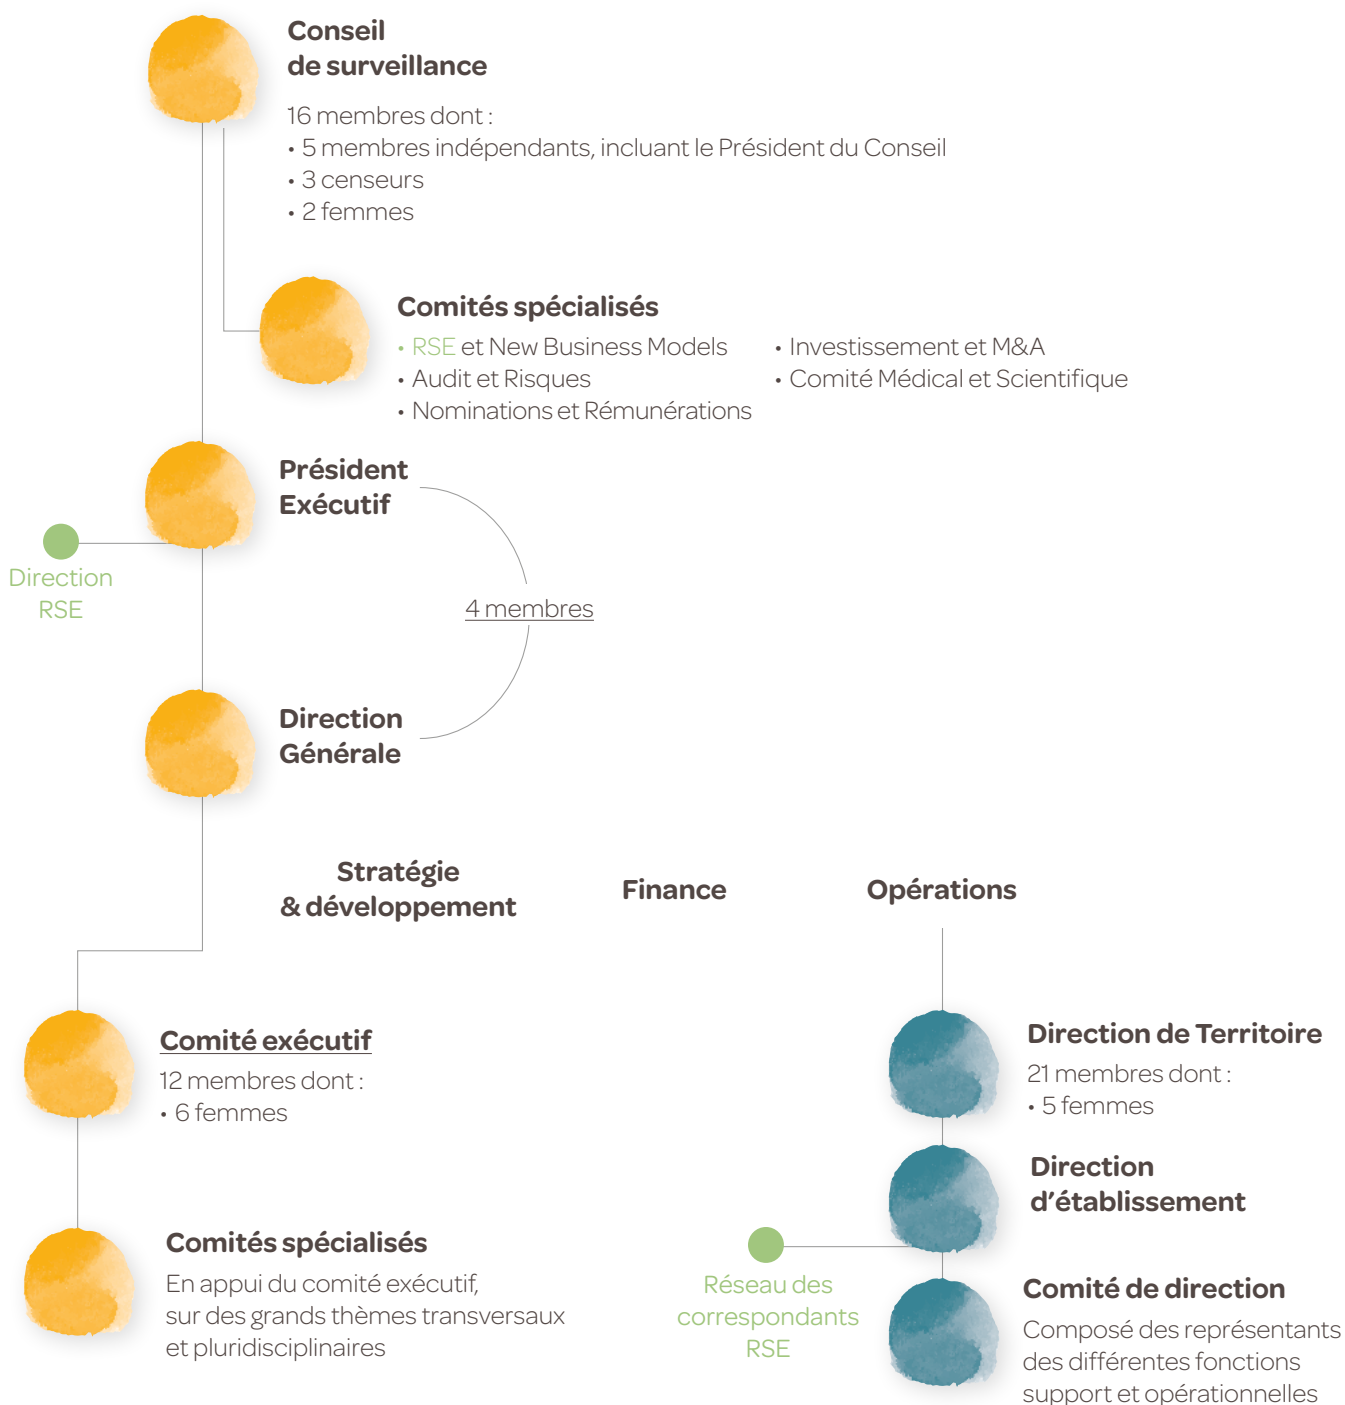 Conseil
de surveillance
16 membres dont :
• 5 membres indépendants, incluant le Président du Conseil
• 3 censeurs
• 2 femmes
Comités spécialisés
• RSE et New Business Models
• Audit et Risques
• Nominations et Rémunérations
• Investissement et M&A
• Comité Médical et Scientifique
Président
Exécutif
Direction
RSE
4 membres
Direction
Générale
Stratégie
& développement
Finance
Opérations
Comité exécutif
12 membres dont :
• 6 femmes
Comités spécialisés
En appui du comité exécutif,
sur des grands thèmes transversaux
et pluridisciplinaires
Direction de Territoire
21 membres dont :
• 5 femmes
Direction
d'établissement
Réseau des
correspondants
RSE
Comité de direction
Composé des représentants
des différentes fonctions
support et opérationnelles